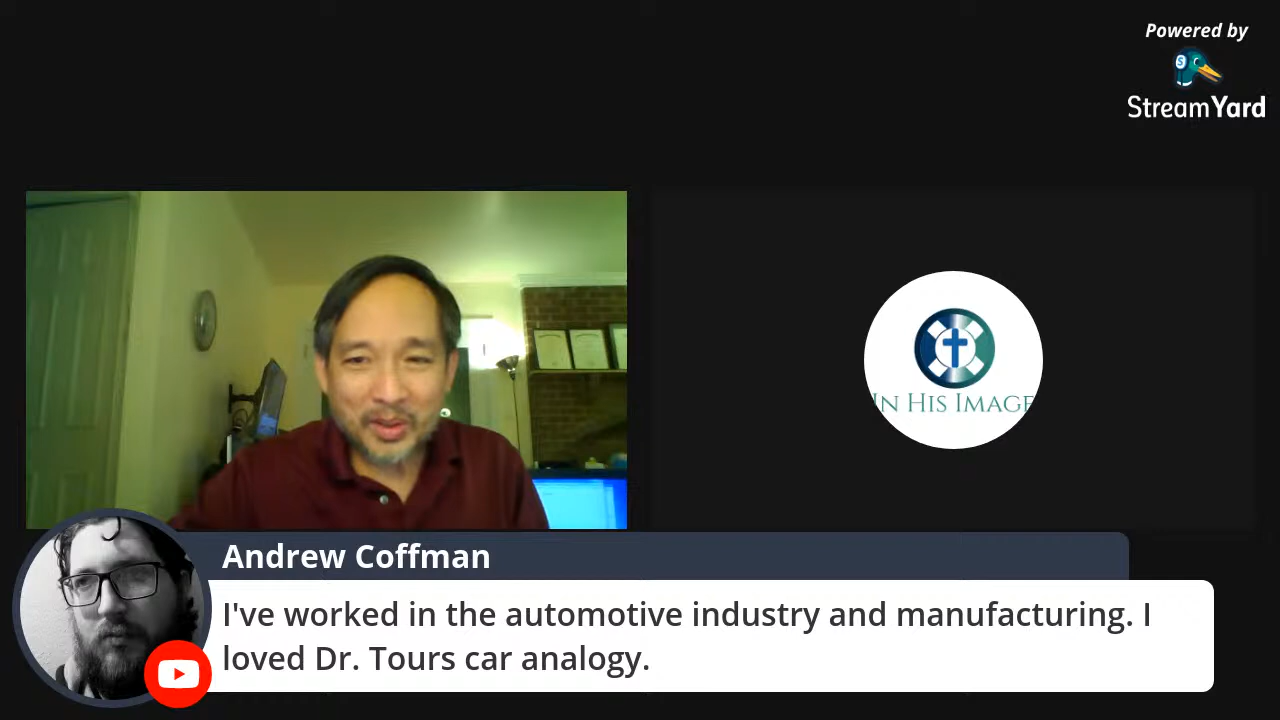 Powered by
StreamYard
IN HIS IMAGE
Andrew Coffman
I've worked in the automotive industry and manufacturing. I
loved Dr. Tours car analogy.